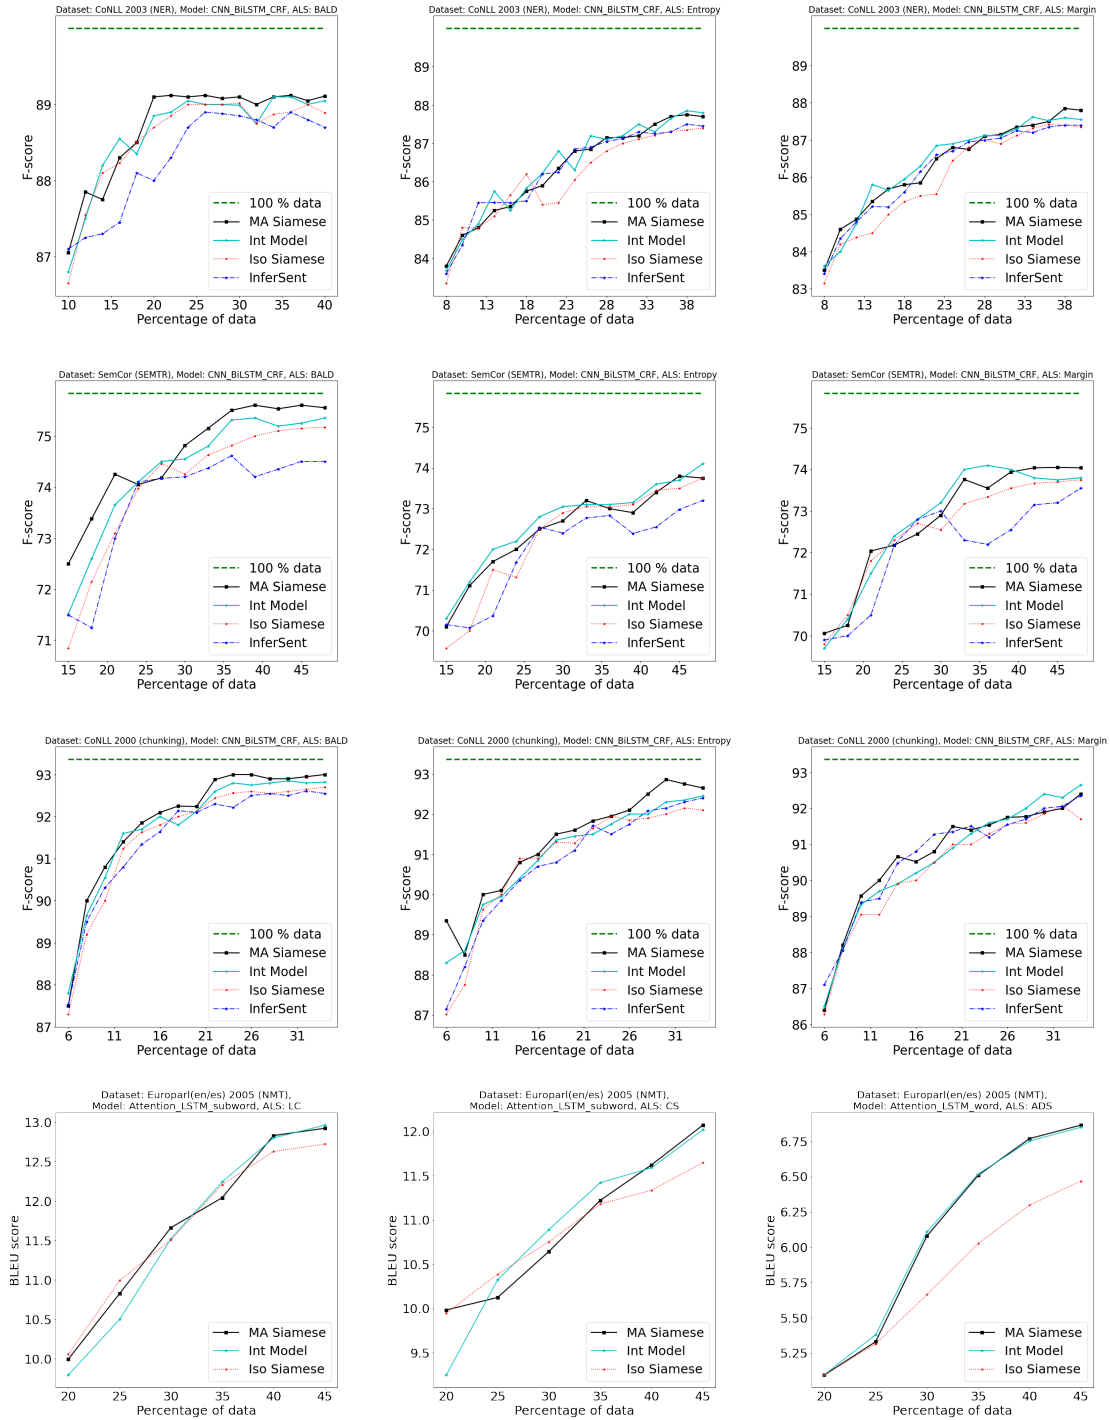 Dataset: CoNLL 2003 (NER), Model: CNN_BiLSTM_CRF, ALS: BALD
F-score
89
88
87
100 % data
MA Siamese
Int Model
Iso Siamese
InferSent
10 15 20 25 30 35 40
Percentage of data
Dataset: CoNLL 2003 (NER), Model: CNN_BiLSTM_CRF, ALS: Entropy
F-score
89
88
87
86
85
84
100 % data
MA Siamese
Int Model
Iso Siamese
InferSent
8 13 18 23 28 33 38
Percentage of data
Dataset: CoNLL 2003 (NER), Model: CNN_BiLSTM_CRF, ALS: Margin
F-score
89
88
87
86
85
84
83
100 % data
MA Siamese
Int Model
Iso Siamese
InferSent
8 13 18 23 28 33 38
Percentage of data
Dataset: SemCor (SEMTR), Model: CNN_BiLSTM_CRF, ALS: BALD
F-score
75
74
73
72
71
100 % data
MA Siamese
Int Model
Iso Siamese
InferSent
15 20 25 30 35 40 45
Percentage of data
Dataset: SemCor (SEMTR), Model: CNN_BiLSTM_CRF, ALS: Entropy
F-score
75
74
73
72
71
70
100 % data
MA Siamese
Int Model
Iso Siamese
InferSent
15 20 25 30 35 40 45
Percentage of data
Dataset: SemCor (SEMTR), Model: CNN_BiLSTM_CRF, ALS: Margin
F-score
75
74
73
72
71
70
100 % data
MA Siamese
Int Model
Iso Siamese
InferSent
15 20 25 30 35 40 45
Percentage of data
Dataset: CoNLL 2000 (chunking), Model: CNN_BiLSTM_CRF, ALS: BALD
F-score
93
92
91
90
89
88
87
100 % data
MA Siamese
Int Model
Iso Siamese
InferSent
6 11 16 21 26 31
Percentage of data
Dataset: CoNLL 2000 (chunking), Model: CNN_BiLSTM_CRF, ALS: Entropy
F-score
93
92
91
90
89
88
87
100 % data
MA Siamese
Int Model
Iso Siamese
InferSent
6 11 16 21 26 31
Percentage of data
Dataset: CoNLL 2000 (chunking), Model: CNN_BiLSTM_CRF, ALS: Margin
F-score
93
92
91
90
89
88
87
86
100 % data
MA Siamese
Int Model
Iso Siamese
InferSent
6 11 16 21 26 31
Percentage of data
Dataset: Europarl(en/es) 2005 (NMT),
Model: Attention_LSTM_subword, ALS: LC
BLEU score
13.0
12.5
12.0
11.5
11.0
10.5
10.0
MA Siamese
Int Model
Iso Siamese
20 25 30 35 40 45
Percentage of data
Dataset: Europarl(en/es) 2005 (NMT),
Model: Attention_LSTM_subword, ALS: CS
BLEU score
12.0
11.5
11.0
10.5
10.0
9.5
MA Siamese
Int Model
Iso Siamese
20 25 30 35 40 45
Percentage of data
Dataset: Europarl(en/es) 2005 (NMT),
Model: Attention_LSTM_word, ALS: ADS
BLEU score
6.75
6.50
6.25
6.00
5.75
5.50
5.25
MA Siamese
Int Model
Iso Siamese
20 25 30 35 40 45
Percentage of data